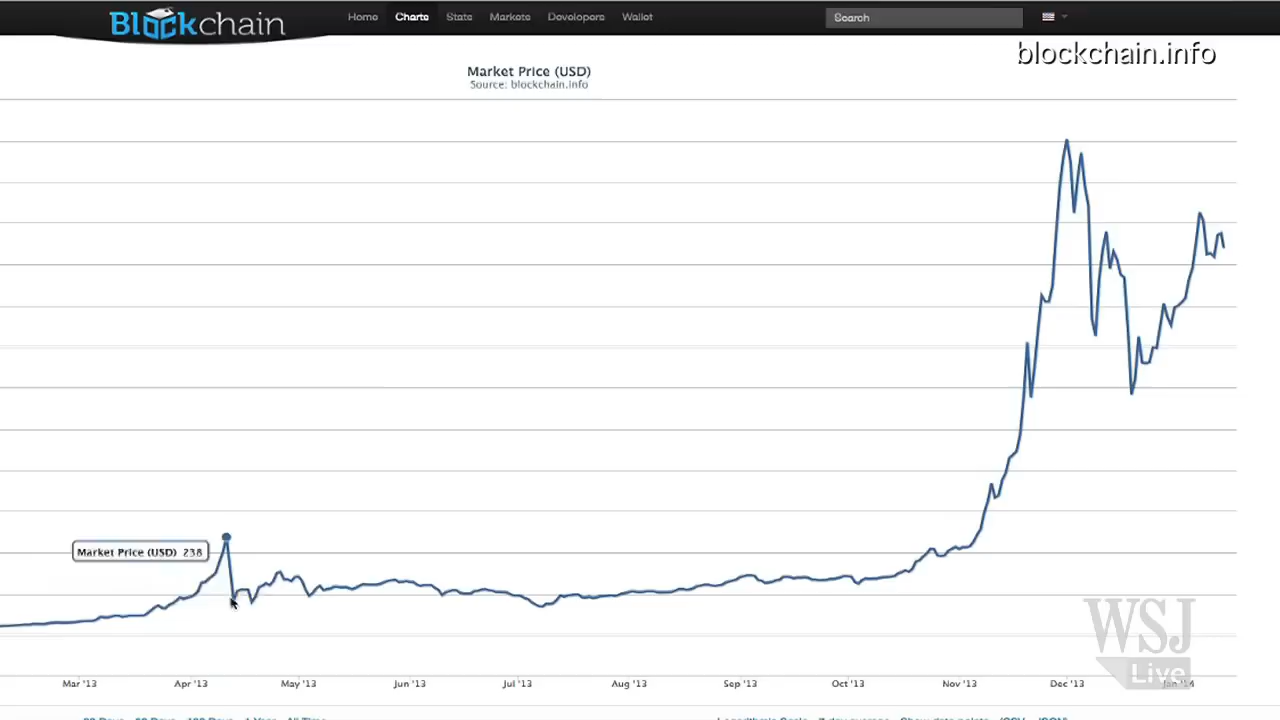 Blockchain
Home Charts Stats Markets Developers Wallet
Search
blockchain.info
Market Price (USD)
Source: blockchain.info
Market Price (USD) 238
WSJ
Live
Mar '13 Apr '13 May '13 Jun '13 Jul '13 Aug '13 Sep '13 Oct '13 Nov '13 Dec '13 Jan '14